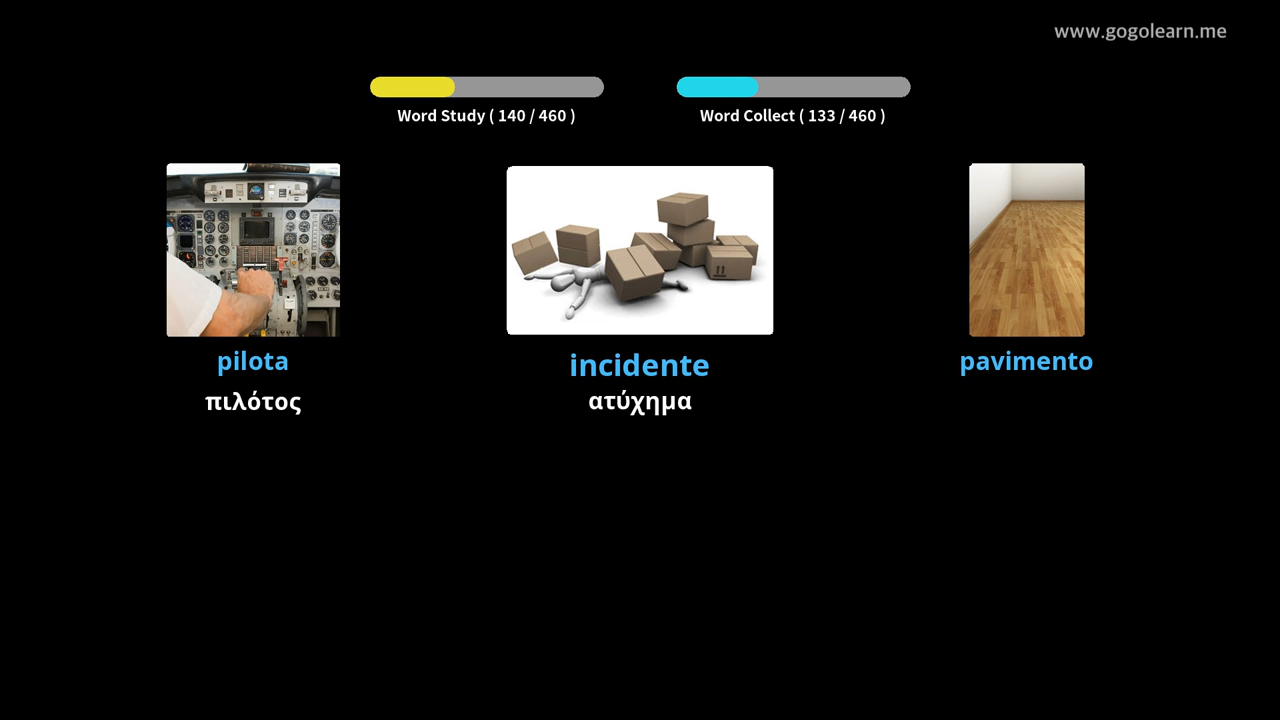 www.gogolearn.me
Word Study ( 140 / 460 )
Word Collect ( 133 / 460 )
pilota
incidente
pavimento
πιλότος
ατύχημα